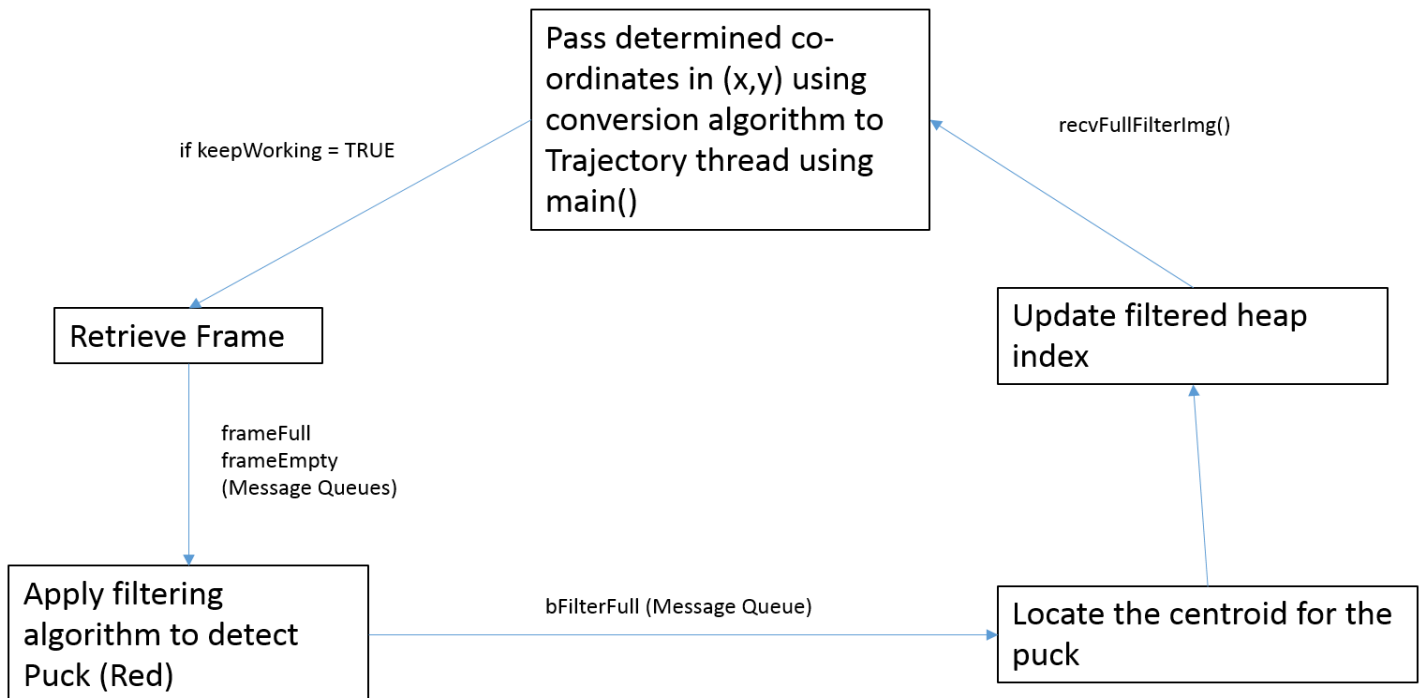 Pass determined co-
ordinates in (x,y) using
conversion algorithm to
Trajectory thread using
main()
recvFullFilterImg()
if keepWorking = TRUE
Retrieve Frame
Update filtered heap
index
frameFull
frameEmpty
(Message Queues)
Apply filtering
algorithm to detect
Puck (Red)
bFilterFull (Message Queue)
Locate the centroid for the
puck